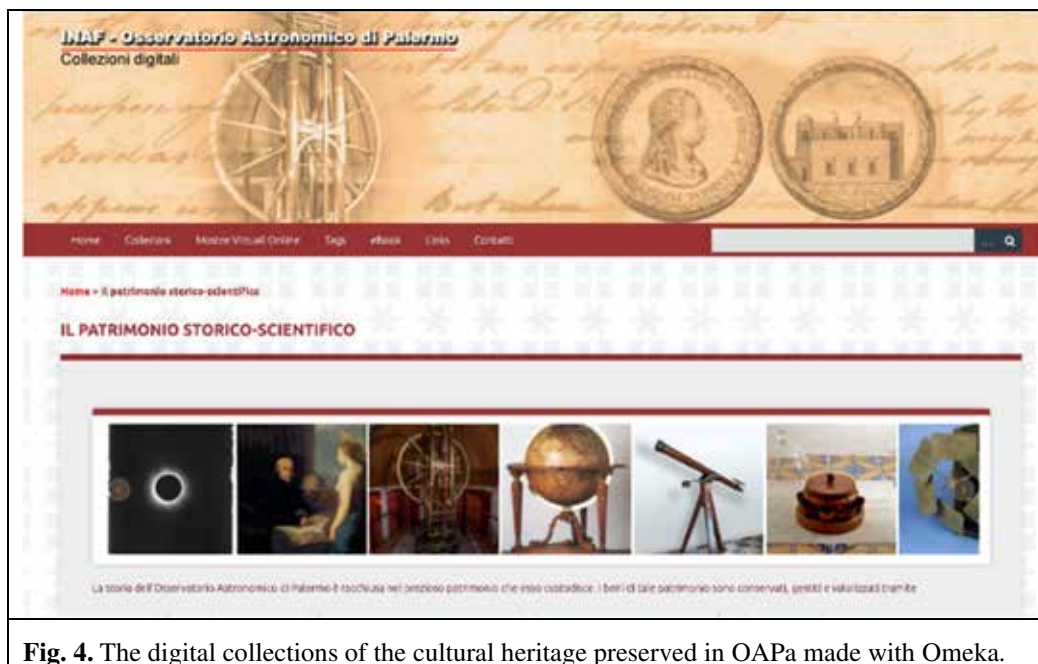 INAF - Osservatorio Astronomico di Palermo
Collezioni digitali
Home Collezioni Mostre Virtuali Online Tags eBook Links Contatti
...
Home > Il patrimonio storico-scientifico
IL PATRIMONIO STORICO-SCIENTIFICO
La storia dell'Osservatorio Astronomico di Palermo è racchiusa nel prezioso patrimonio che esso custodisce. I beni di tale patrimonio sono conservati, gestiti e valorizzati tramite
Fig. 4. The digital collections of the cultural heritage preserved in OAPa made with Omeka.